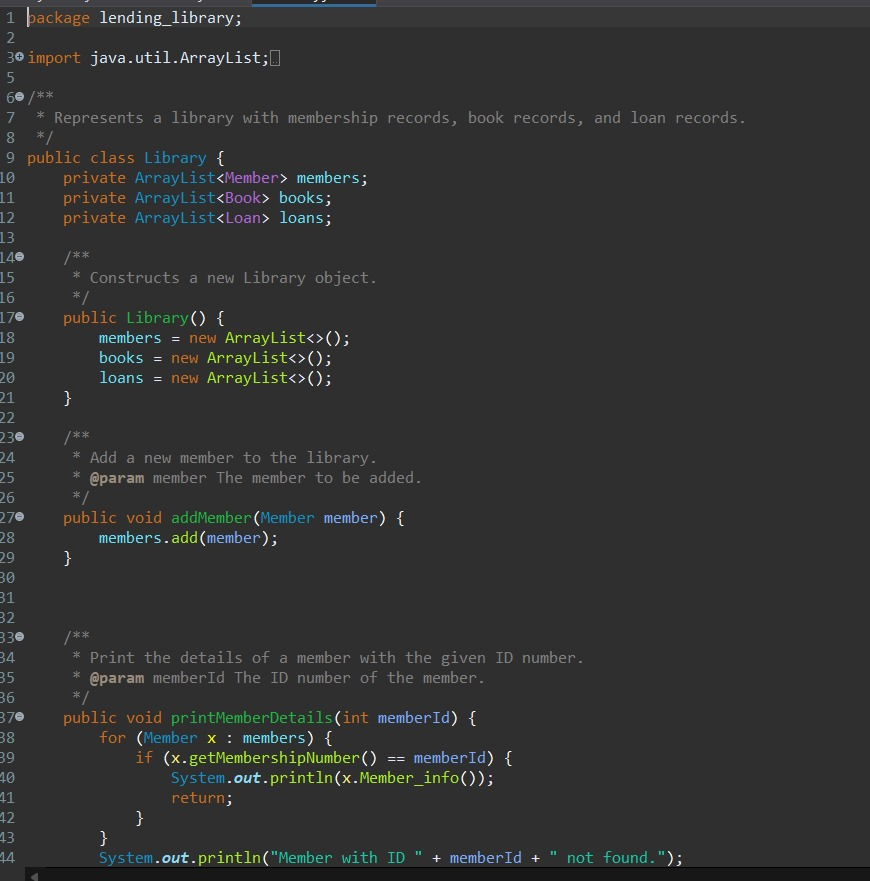 1 package lending_library;
2
3 import java.util.ArrayList;
5
6 /**
7  * Represents a library with membership records, book records, and loan records.
8  */
9 public class Library {
10     private ArrayList<Member> members;
11     private ArrayList<Book> books;
12     private ArrayList<Loan> loans;
13
14     /**
15      * Constructs a new Library object.
16      */
17     public Library() {
18         members = new ArrayList<>();
19         books = new ArrayList<>();
20         loans = new ArrayList<>();
21     }
22
23     /**
24      * Add a new member to the library.
25      * @param member The member to be added.
26      */
27     public void addMember(Member member) {
28         members.add(member);
29     }
30
31
32
33     /**
34      * Print the details of a member with the given ID number.
35      * @param memberId The ID number of the member.
36      */
37     public void printMemberDetails(int memberId) {
38         for (Member x : members) {
39             if (x.getMembershipNumber() == memberId) {
40                 System.out.println(x.Member_info());
41                 return;
42             }
43         }
44         System.out.println("Member with ID " + memberId + " not found.");